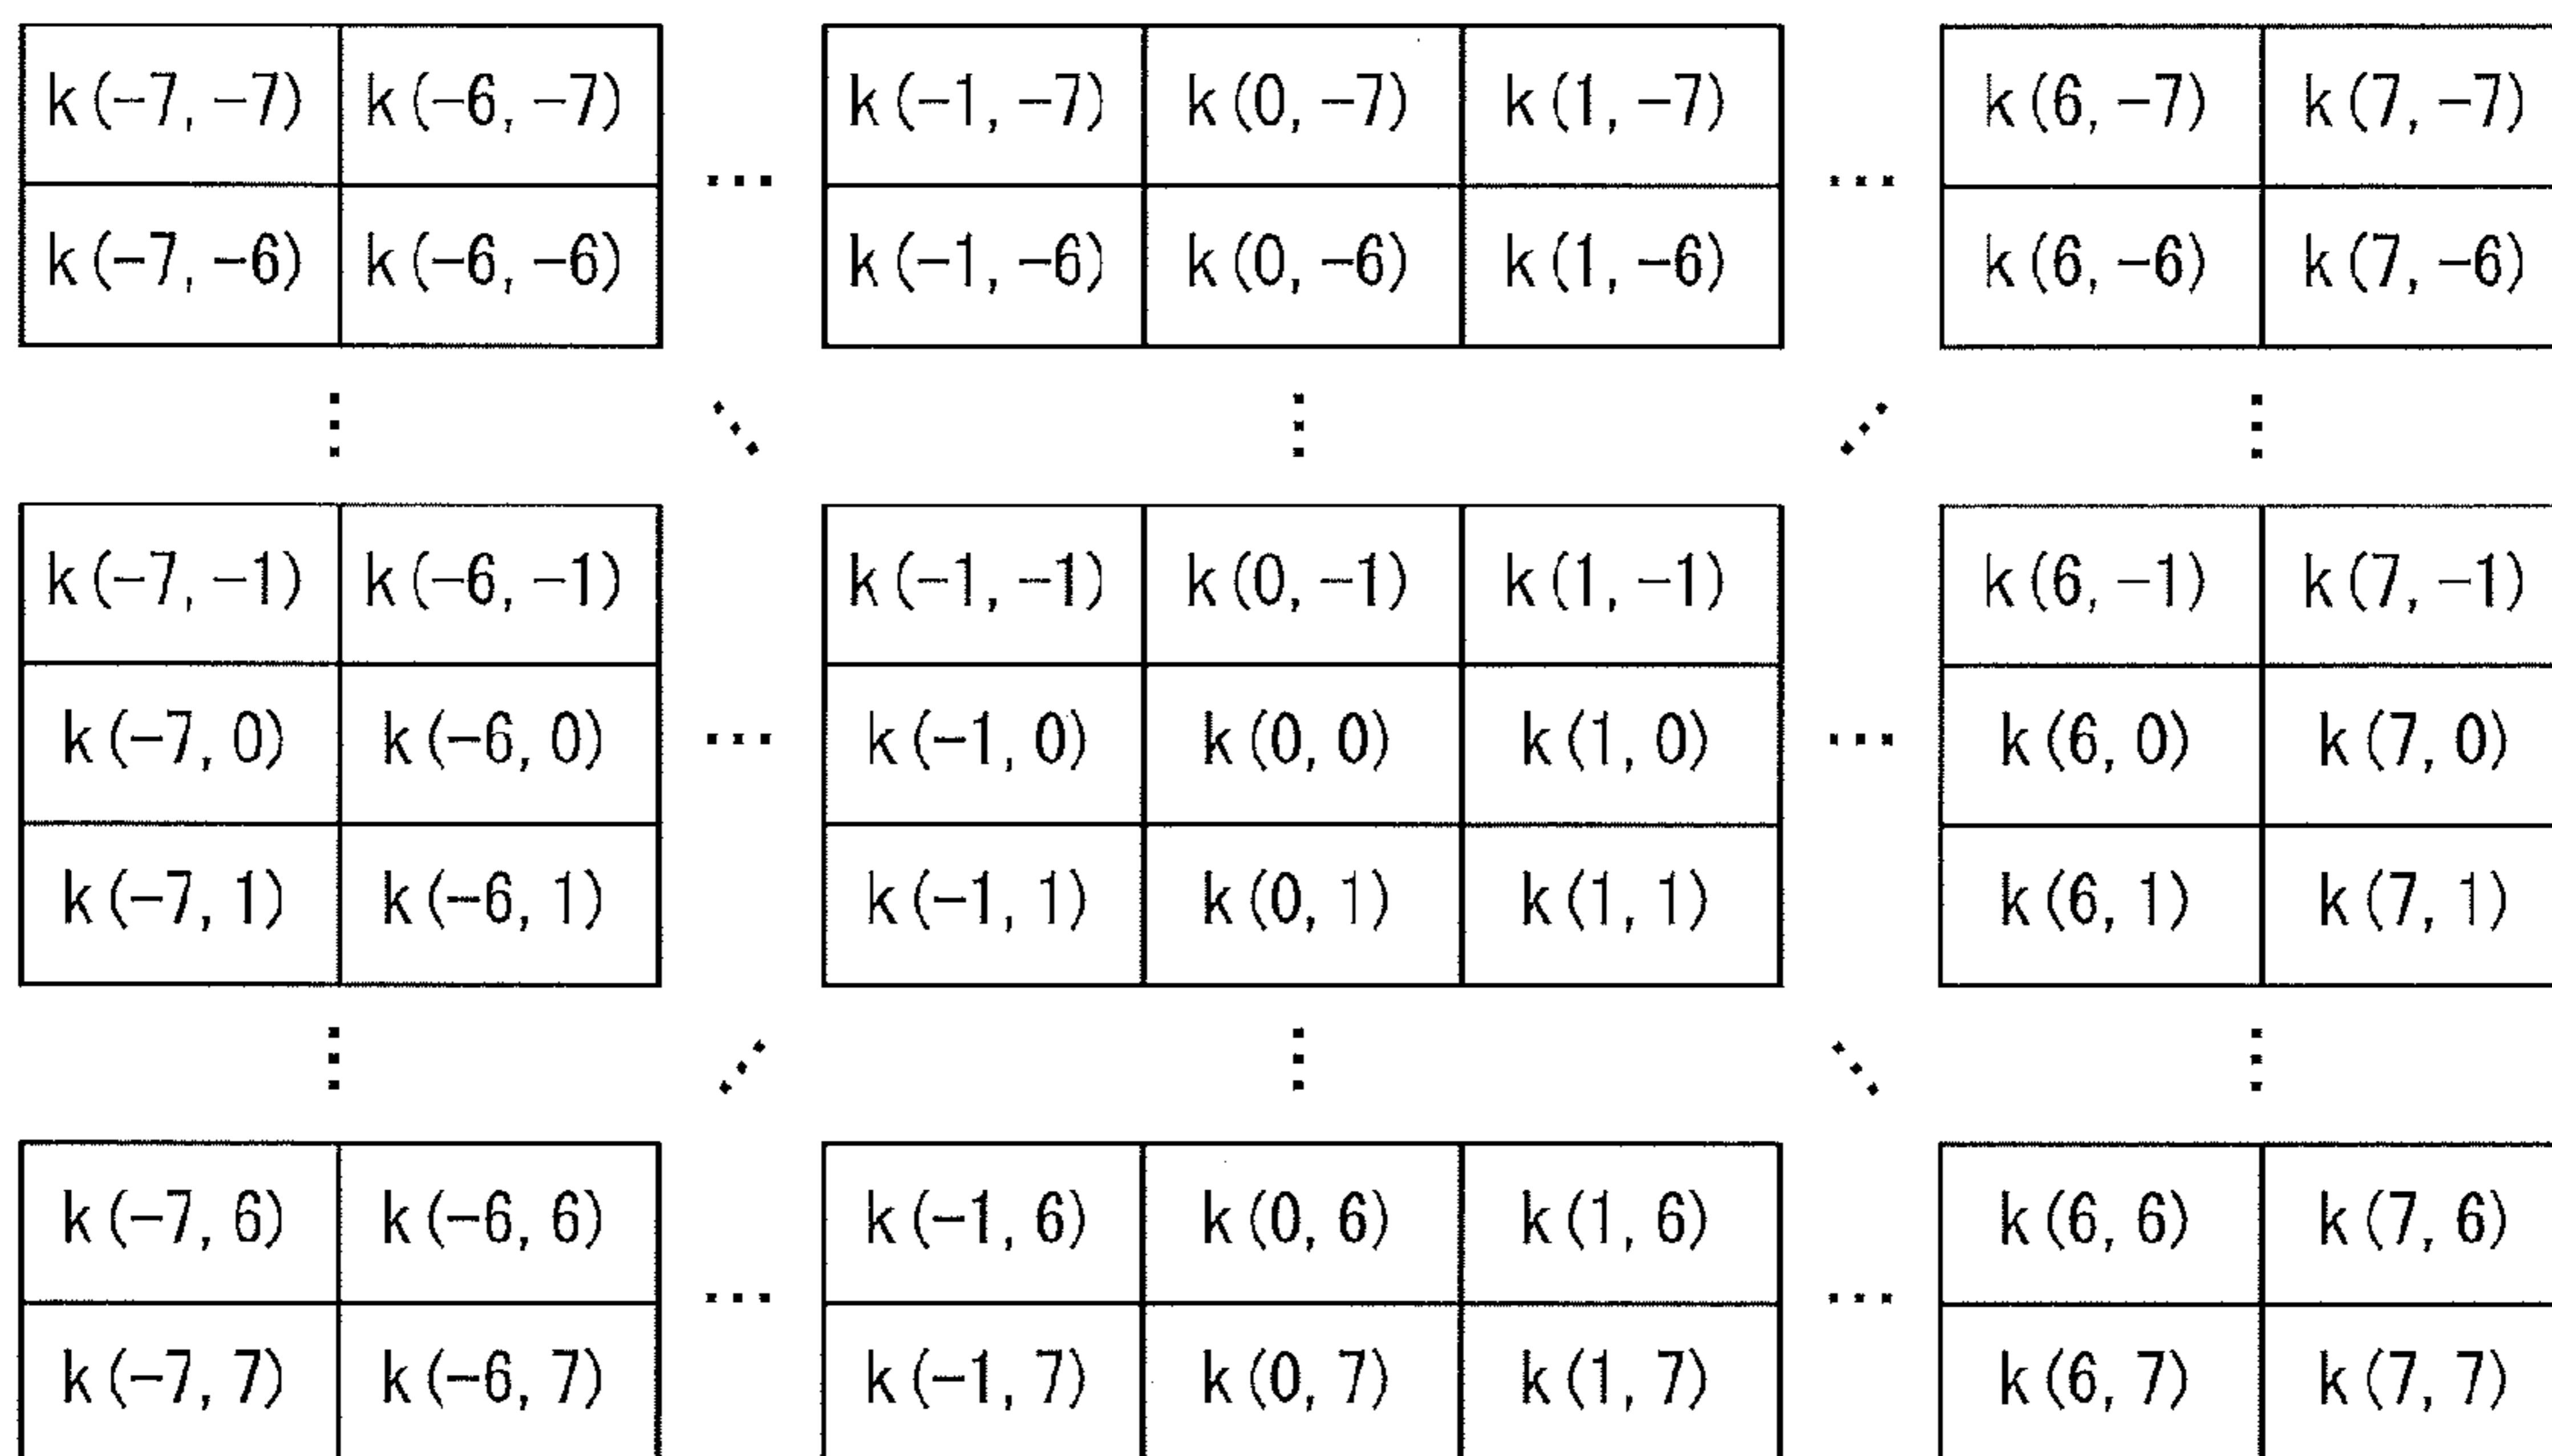 k(-7, -7) k(-6, -7) k(-1, -7) k(0, -7) k(1, -7) k(6, -7) k(7, -7)
... ...
k(-7, -6) k(-6, -6) k(-1, -6) k(0, -6) k(1, -6) k(6, -6) k(7, -6)
k(-7, -1) k(-6, -1) k(-1, -1) k(0, -1) k(1, -1) k(6, -1) k(7, -1)
k(-7, 0) k(-6, 0) ... k(-1, 0) k(0, 0) k(1, 0) ... k(6, 0) k(7, 0)
k(-7, 1) k(-6, 1) k(-1, 1) k(0, 1) k(1, 1) k(6, 1) k(7, 1)
k(-7, 6) k(-6, 6) k(-1, 6) k(0, 6) k(1, 6) k(6, 6) k(7, 6)
... ...
k(-7, 7) k(-6, 7) k(-1, 7) k(0, 7) k(1, 7) k(6, 7) k(7, 7)